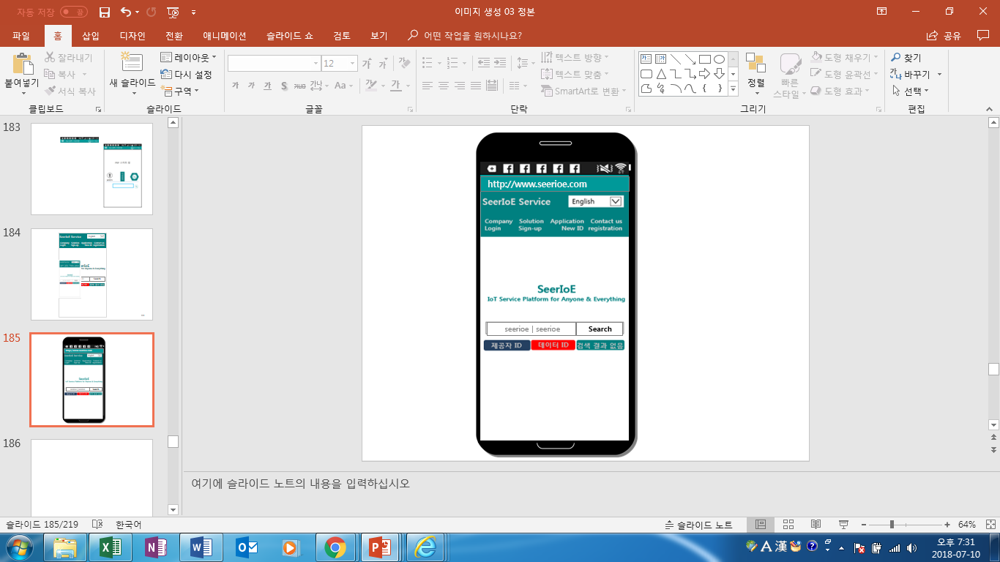 자동 저장 끔
이미지 생성 03 정본
파일 홈 삽입 디자인 전환 애니메이션 슬라이드 쇼 검토 보기 어떤 작업을 원하시나요? 공유
붙여넣기
잘라내기
복사
서식 복사
클립보드
새 슬라이드
레이아웃
다시 설정
구역
슬라이드
12
가 가 가 S abc 간 Aa 가
글꼴
텍스트 방향
텍스트 맞춤
SmartArt로 변환
단락
정렬
빠른
스타일
도형 채우기
도형 윤곽선
도형 효과
그리기
찾기
바꾸기
선택
편집
183
184
185
186
http://www.seerioe.com
SeerIoE Service English
Company Solution Application Contact us
Login Sign-up New ID registration
SeerIoE
IoT Service Platform for Anyone & Everything
seerioe | seerioe Search
제공자 ID 데이터 ID 검색 결과 없음
여기에 슬라이드 노트의 내용을 입력하십시오
슬라이드 185/219 한국어 슬라이드 노트 64%
A 漢 오후 7:31
2018-07-10